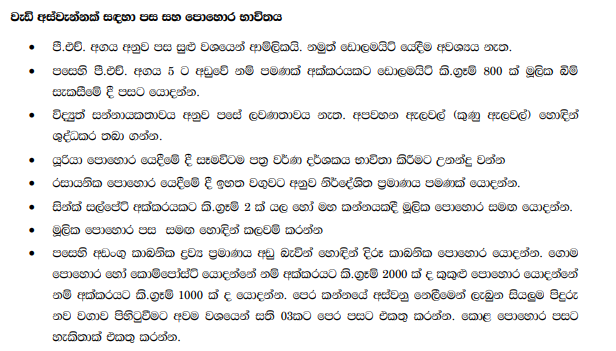 වැඩි අස්වැන්නක් සඳහා පස සහ පොහොර භාවිතය
• පී.එච්. අගය අනුව පස සුළු වශයෙන් ආම්ලිකයි. නමුත් ඩොලමයිට් යෙදීම අවශ්‍යය නැත.
• පසෙහි පී.එච්. අගය 5 ට අඩුවේ නම් පමණක් අක්කරයකට ඩොලමයිට් කි.ග්‍රෑම් 800 ක් මූලික බිම්
සැකසීමේ දී පසට යොදන්න.
• විද්‍යුත් සන්නායකතාවය අනුව පසේ ලවණතාවය නැත. අපවහන ඇලවල් (කුණු ඇලවල්) හොඳින්
ශුද්ධකර තබා ගන්න.
• යූරියා පොහොර යෙදීමේ දී සෑමවිටම පත්‍ර වර්ණ දර්ශකය භාවිතා කිරීමට උනන්දු වන්න
• රසායනික පොහොර යෙදීමේ දී ඉහත වගුවට අනුව නිර්දේශිත ප්‍රමාණය පමණක් යොදන්න.
• සින්ක් සල්පේට් අක්කරයකට කි.ග්‍රෑම් 2 ක් යල හෝ මහ කන්නයකදී මූලික පොහොර සමඟ යොදන්න.
• මූලික පොහොර පස සමඟ හොඳින් කලවම් කරන්න
• පසෙහි අඩංගු කාබනික ද්‍රව්‍ය ප්‍රමාණය අඩු බැවින් හොඳින් දිරූ කාබනික පොහොර යොදන්න. ගොම
පොහොර හෝ කොම්පෝස්ට් යොදන්නේ නම් අක්කරයට කි.ග්‍රෑම් 2000 ක් ද කුකුළු පොහොර යොදන්නේ
නම් අක්කරයට කි.ග්‍රෑම් 1000 ක් ද යොදන්න. පෙර කන්නයේ අස්වනු නෙලීමෙන් ලැබුන සියලුම පිදුරු
නව වගාව පිහිටුවීමට අවම වශයෙන් සති 03කට පෙර පසට එකතු කරන්න. කොළ පොහොර පසට
හැකිතාක් එකතු කරන්න.